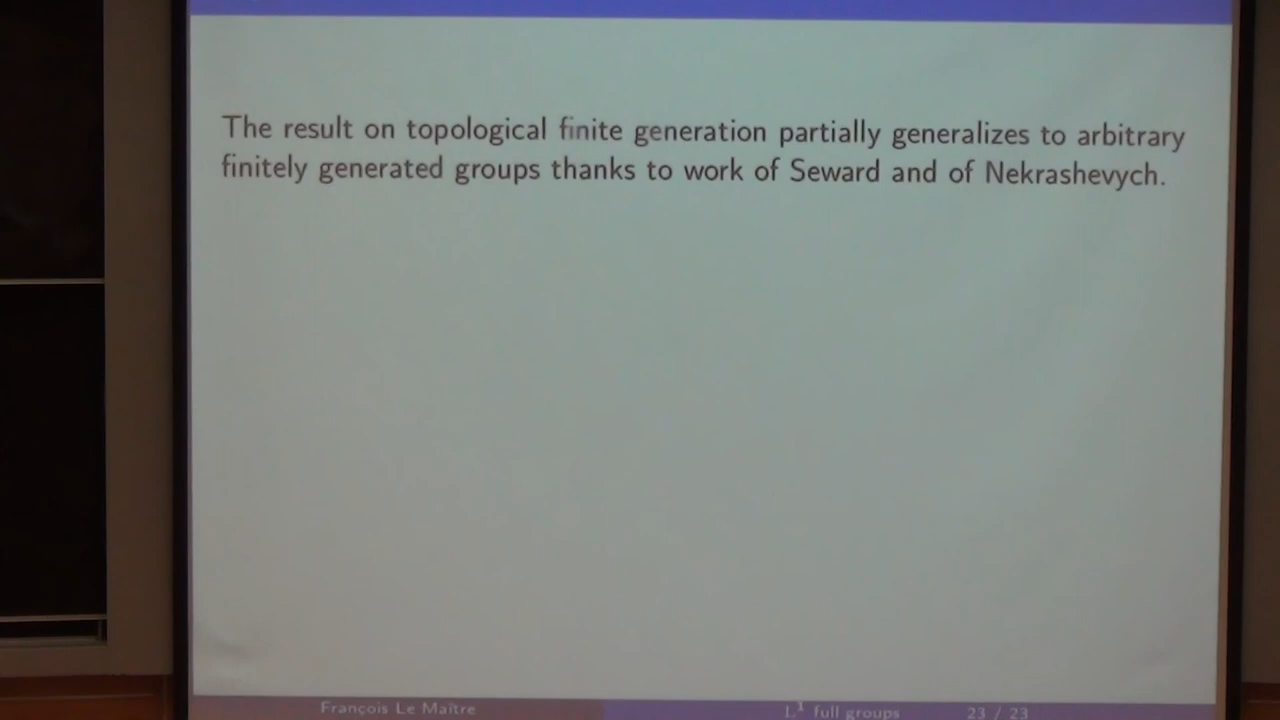 The result on topological finite generation partially generalizes to arbitrary
finitely generated groups thanks to work of Seward and of Nekrashevych.
François Le Maître L¹ full groups 23 / 23